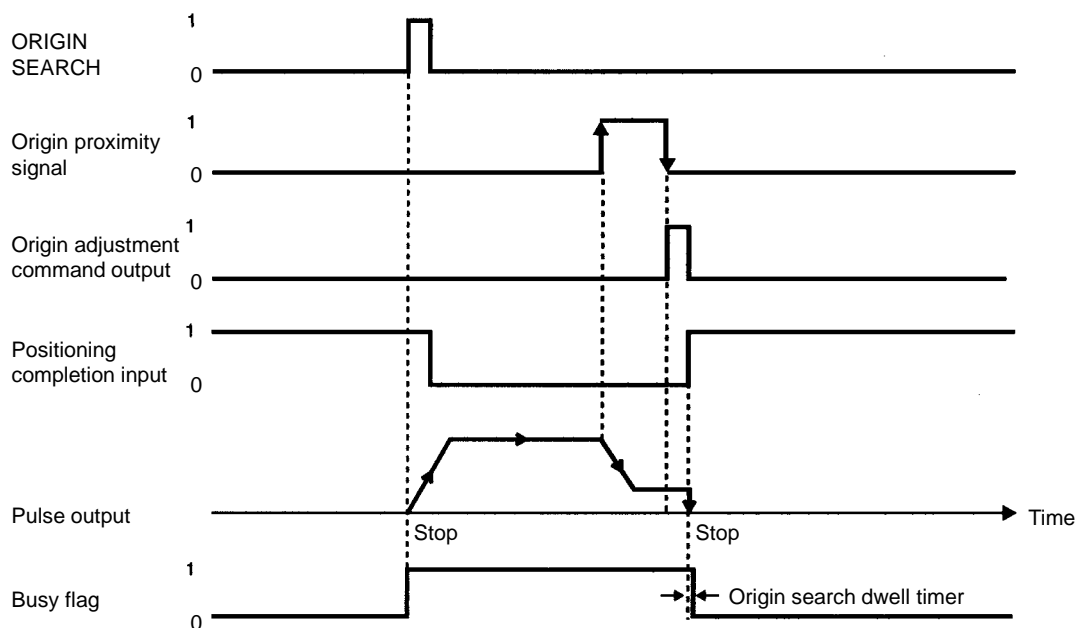 1
ORIGIN
SEARCH
0
1
Origin proximity
signal
0
1
Origin adjustment
command output
0
1
Positioning
completion input
0
Pulse output
Stop
Stop
Time
1
Busy flag
Origin search dwell timer
0